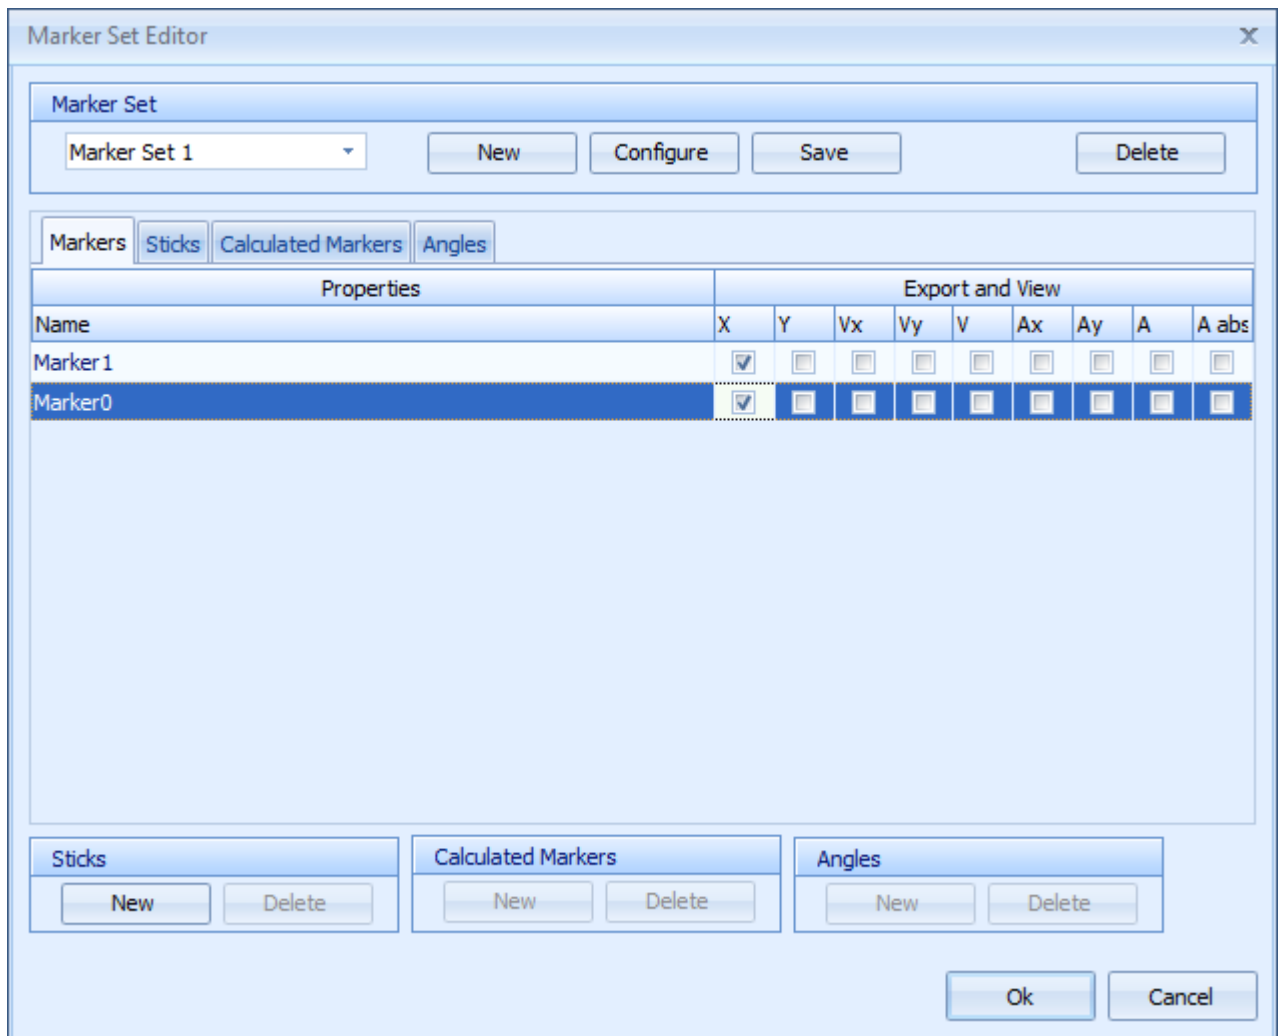 Marker Set Editor
Marker Set
Marker Set 1 New Configure Save Delete
Markers Sticks Calculated Markers Angles
Properties Export and View
Name X Y Vx Vy V Ax Ay A A abs
Marker1
Marker0
Sticks Calculated Markers Angles
New Delete New Delete New Delete
Ok Cancel